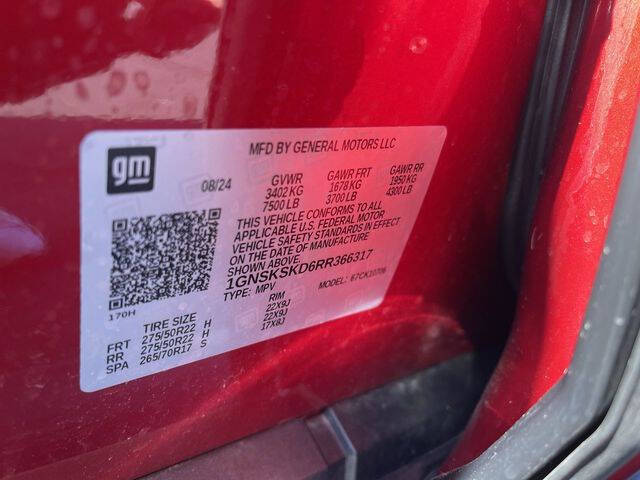 MFD BY GENERAL MOTORS LLC
gm
08/24
GVWR GAWR FRT GAWR RR
3402 KG 1678 KG 1950 KG
7500 LB 3700 LB 4300 LB
THIS VEHICLE CONFORMS TO ALL
APPLICABLE U.S. FEDERAL MOTOR
VEHICLE SAFETY STANDARDS IN EFFECT
ON THE DATE OF MANUFACTURE
SHOWN ABOVE.
1GNSKSKD6RR366317
TYPE: MPV MODEL: 67CK10706
170H
TIRE SIZE RIM
FRT 275/50R22 H 22X9J
RR 275/50R22 H 22X9J
SPA 265/70R17 S 17X8J